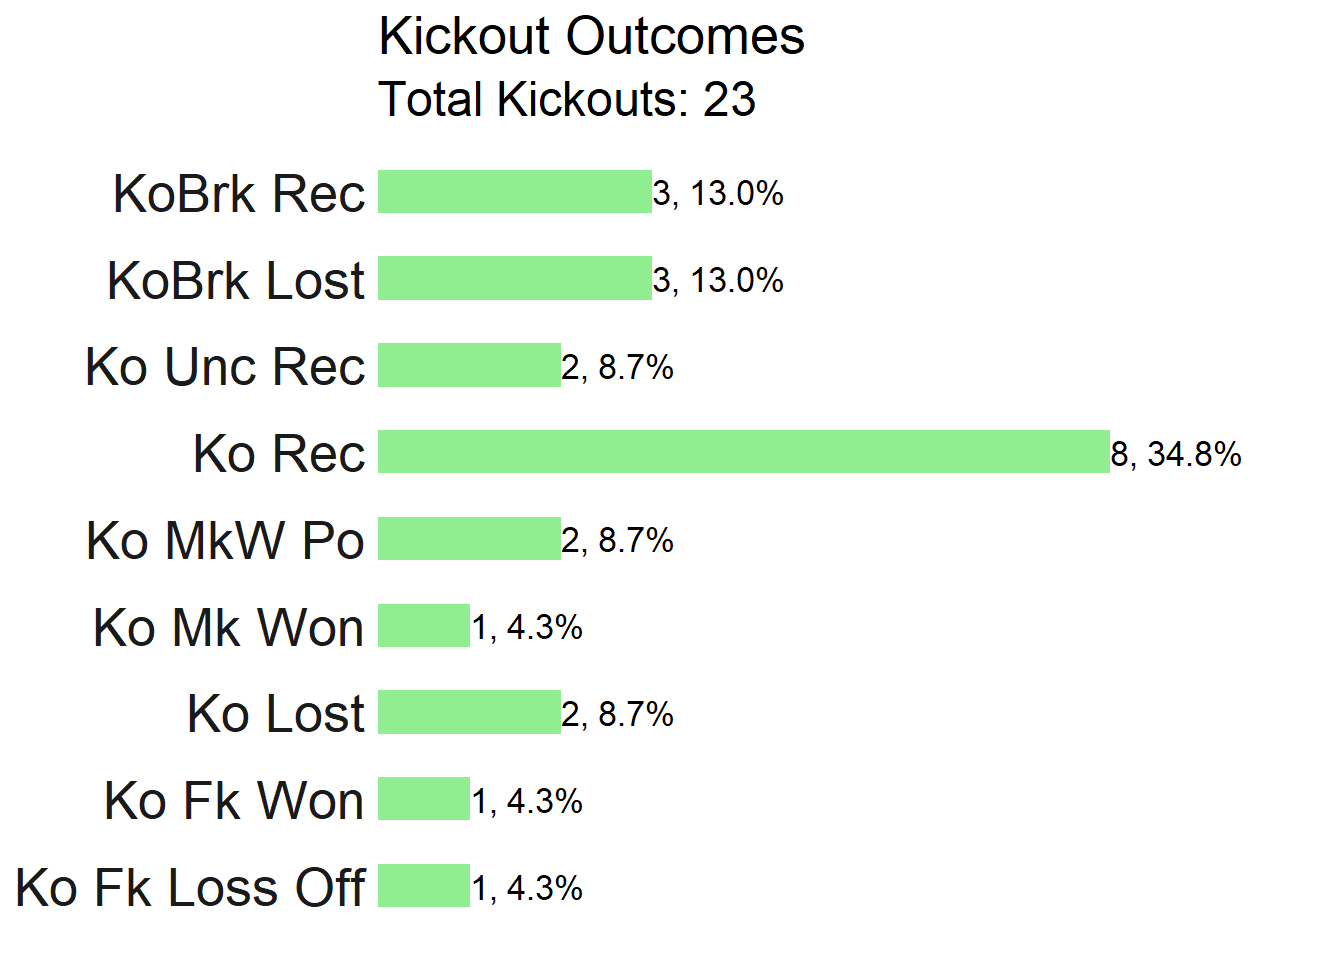 Kickout Outcomes
Total Kickouts: 23
KoBrk Rec 3, 13.0%
KoBrk Lost 3, 13.0%
Ko Unc Rec 2, 8.7%
Ko Rec 8, 34.8%
Ko MkW Po 2, 8.7%
Ko Mk Won 1, 4.3%
Ko Lost 2, 8.7%
Ko Fk Won 1, 4.3%
Ko Fk Loss Off 1, 4.3%